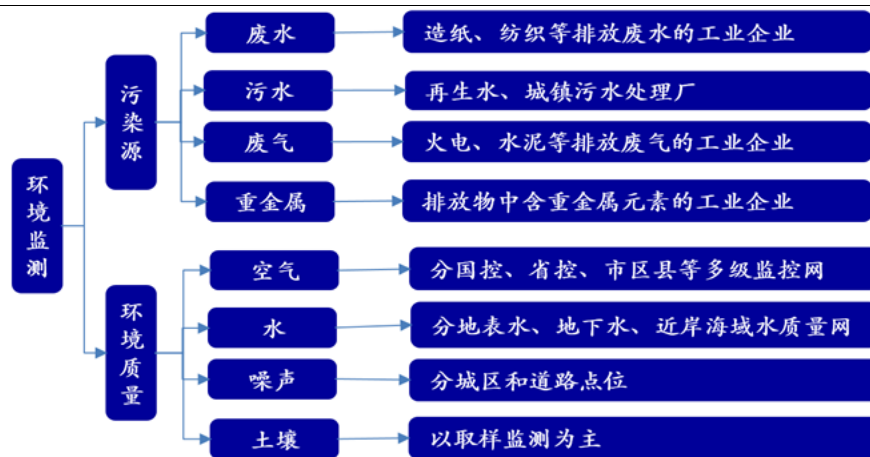 环境监测
污染源
废水
造纸、纺织等排放废水的工业企业
污水
再生水、城镇污水处理厂
废气
火电、水泥等排放废气的工业企业
重金属
排放物中含重金属元素的工业企业
环境质量
空气
分国控、省控、市区县等多级监控网
水
分地表水、地下水、近岸海域水质量网
噪声
分城区和道路点位
土壤
以取样监测为主